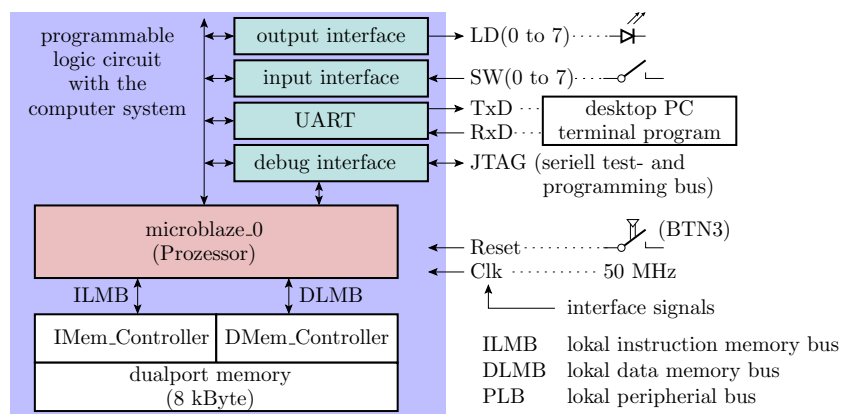 programmable
logic circuit
with the
computer system
output interface
LD(0 to 7)
input interface
SW(0 to 7)
UART
TxD
RxD
desktop PC
terminal program
debug interface
JTAG (seriell test- and
programming bus)
microblaze_0
(Prozessor)
Reset
(BTN3)
Clk
50 MHz
interface signals
ILMB
DLMB
IMem_Controller
DMem_Controller
dualport memory
(8 kByte)
ILMB lokal instruction memory bus
DLMB lokal data memory bus
PLB lokal peripherial bus